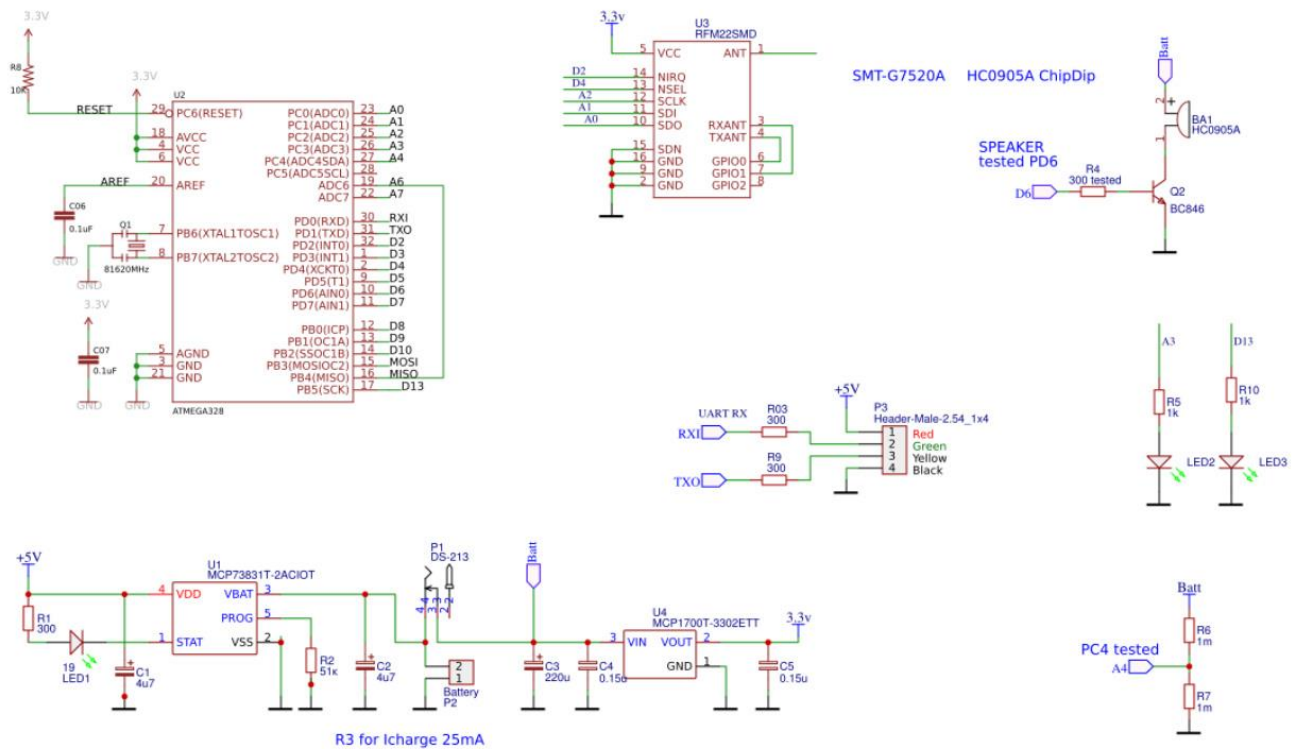 3.3V
R8
10K
RESET
3.3V
U2
29 PC6(RESET)
18 AVCC
4 VCC
6 VCC
AREF 20 AREF
C06
0.1uF
GND
Q1
7 PB6(XTAL1TOSC1)
8 PB7(XTAL2TOSC2)
81620MHz
GND
3.3V
C07
0.1uF
GND
5 AGND
3 GND
21 GND
GND
ATMEGA328
PC0(ADC0) 23 A0
PC1(ADC1) 24 A1
PC2(ADC2) 25 A2
PC3(ADC3) 26 A3
PC4(ADC4SDA) 27 A4
PC5(ADC5SCL) 28
ADC6 19 A6
ADC7 22 A7
PD0(RXD) 30 RXI
PD1(TXD) 31 TXO
PD2(INT0) 32 D2
PD3(INT1) 1 D3
PD4(XCKT0) 2 D4
PD5(T1) 9 D5
PD6(AIN0) 10 D6
PD7(AIN1) 11 D7
PB0(ICP) 12 D8
PB1(OC1A) 13 D9
PB2(SSOC1B) 14 D10
PB3(MOSIOC2) 15 MOSI
PB4(MISO) 16 MISO
PB5(SCK) 17 D13
3.3v
U3
RFM22SMD
5 VCC ANT 1
D2 14 NIRQ
D4 13 NSEL
A2 12 SCLK
A1 11 SDI
A0 10 SDO
RXANT 3
TXANT 4
15 SDN
16 GND GPIO0 6
9 GND GPIO1 7
2 GND GPIO2 8
SMT-G7520A HC0905A ChipDip
Batt
2 +
BA1
HC0905A
1
SPEAKER
tested PD6
R4
300 tested
D6
Q2
BC846
A3
R5
1k
LED2
D13
R10
1k
LED3
+5V
P3
Header-Male-2.54_1x4
UART RX
R03
300
RXI
R9
300
TXO
1 Red
2 Green
3 Yellow
4 Black
+5V
R1
300
19
LED1
C1
4u7
U1
MCP73831T-2ACIOT
4 VDD VBAT 3
PROG 5
1 STAT VSS 2
R2
51к
C2
4u7
P1
DS-213
4 4
3 3
2 2
2
1
Battery
P2
Batt
C3
220u
C4
0.15u
U4
MCP1700T-3302ETT
3 VIN VOUT 2
GND 1
3.3v
C5
0.15u
R3 for Icharge 25mA
Batt
R6
1m
PC4 tested
A4
R7
1m